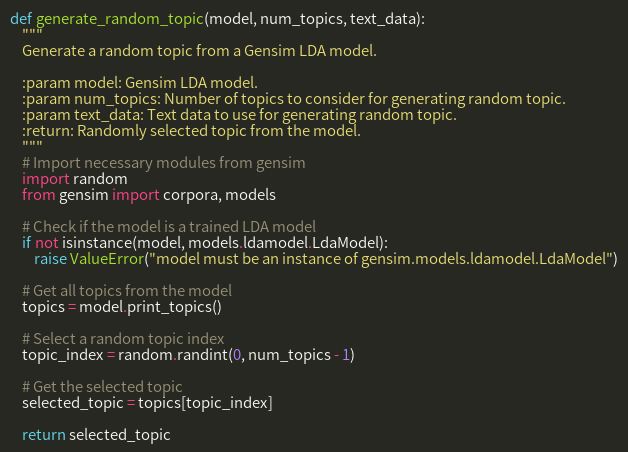 def generate_random_topic(model, num_topics, text_data):
    """
    Generate a random topic from a Gensim LDA model.

    :param model: Gensim LDA model.
    :param num_topics: Number of topics to consider for generating random topic.
    :param text_data: Text data to use for generating random topic.
    :return: Randomly selected topic from the model.
    """
    # Import necessary modules from gensim
    import random
    from gensim import corpora, models

    # Check if the model is a trained LDA model
    if not isinstance(model, models.ldamodel.LdaModel):
        raise ValueError("model must be an instance of gensim.models.ldamodel.LdaModel")

    # Get all topics from the model
    topics = model.print_topics()

    # Select a random topic index
    topic_index = random.randint(0, num_topics - 1)

    # Get the selected topic
    selected_topic = topics[topic_index]

    return selected_topic